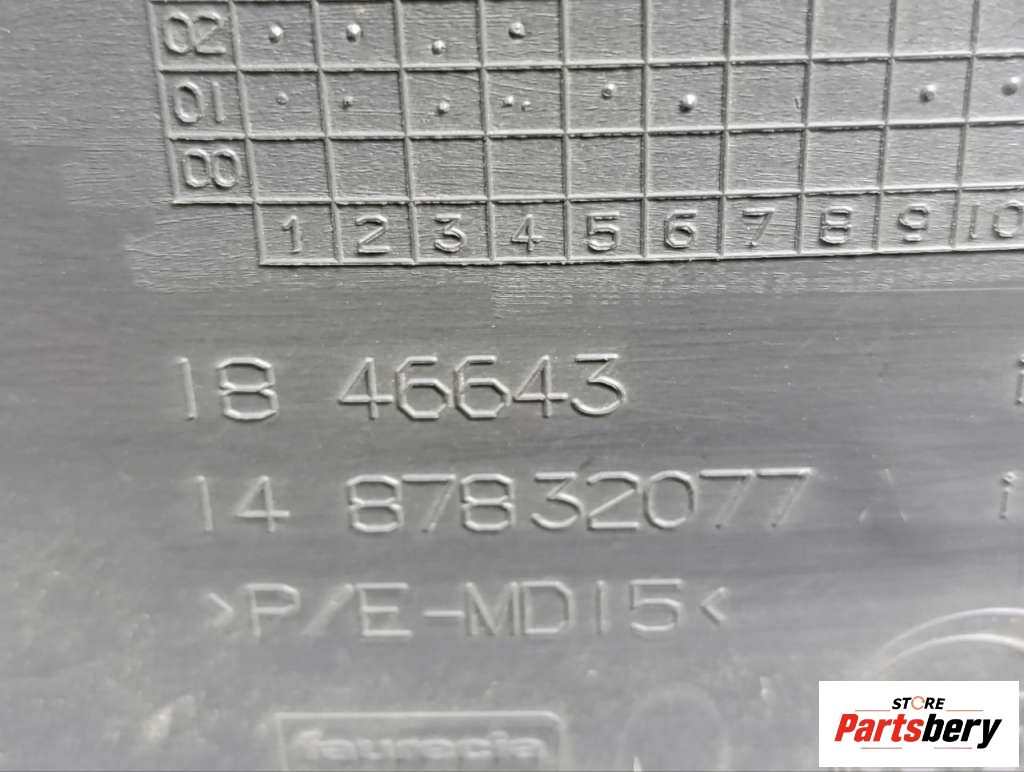 02
01
00
1 2 3 4 5 6 7 8 9 10
18 46643
14 87832077
>P/E-MD15<
faurecia
STORE
Partsbery